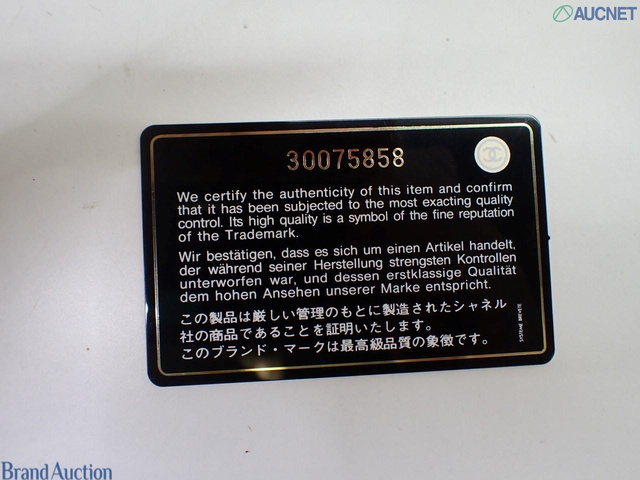 AUCNET
30075858
We certify the authenticity of this item and confirm
that it has been subjected to the most exacting quality
control. Its high quality is a symbol of the fine reputation
of the Trademark.
Wir bestätigen, dass es sich um einen Artikel handelt,
der während seiner Herstellung strengsten Kontrollen
unterworfen war, und dessen erstklassige Qualität
dem hohen Ansehen unserer Marke entspricht.
この製品は厳しい管理のもとに製造されたシャネル
社の商品であることを証明いたします。
このブランド・マークは最高級品質の象徴です。
SYSTEME BREVETE
Brand Auction